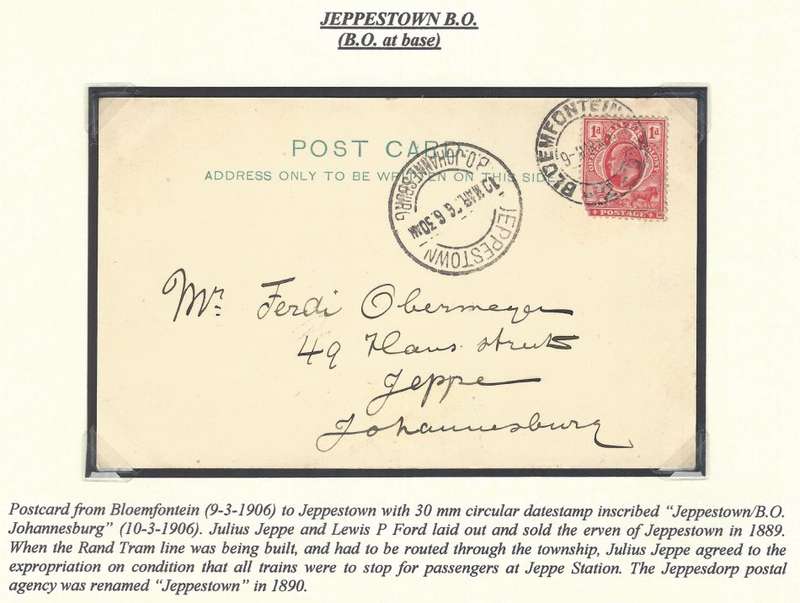 JEPPESTOWN B.O.
(B.O. at base)
POST CARD
ADDRESS ONLY TO BE WRITTEN ON THIS SIDE
B.O. JOHANNESBURG
10 MAR 06 6.30AM
JEPPESTOWN
BLOEMFONTEIN
1d 1d
POSTAGE
Mr. Ferdi Obermeyer
49 Hans street
Jeppe
Johannesburg
Postcard from Bloemfontein (9-3-1906) to Jeppestown with 30 mm circular datestamp inscribed “Jeppestown/B.O.
Johannesburg” (10-3-1906). Julius Jeppe and Lewis P Ford laid out and sold the erven of Jeppestown in 1889.
When the Rand Tram line was being built, and had to be routed through the township, Julius Jeppe agreed to the
expropriation on condition that all trains were to stop for passengers at Jeppe Station. The Jeppesdorp postal
agency was renamed “Jeppestown” in 1890.